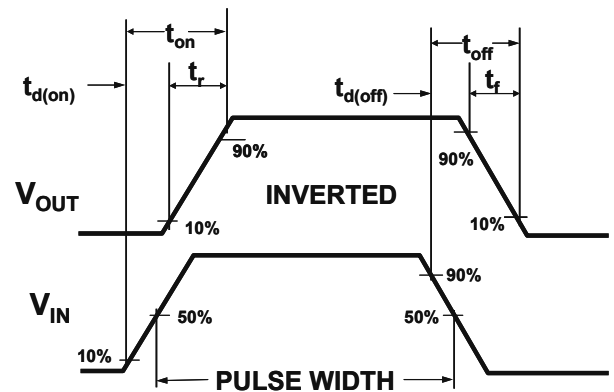 t_on
t_off
t_d(on)
t_r
t_d(off)
t_f
90%
90%
V_OUT
INVERTED
10%
10%
90%
V_IN
50%
50%
10%
PULSE WIDTH